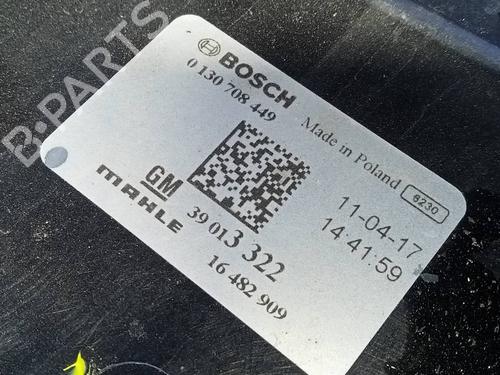 BOSCH
0 130 708 449
Made in Poland
6230
11-04-17
14:41:59
GM
39 013 322
MAHLE
16 482 909
B-PARTS